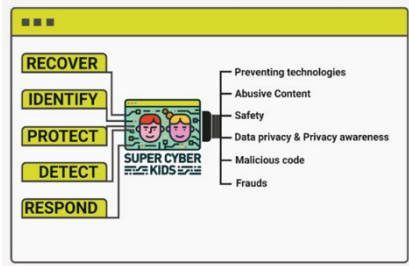 RECOVER
IDENTIFY
PROTECT
DETECT
RESPOND
SUPER CYBER
KIDS
Preventing technologies
Abusive Content
Safety
Data privacy & Privacy awareness
Malicious code
Frauds